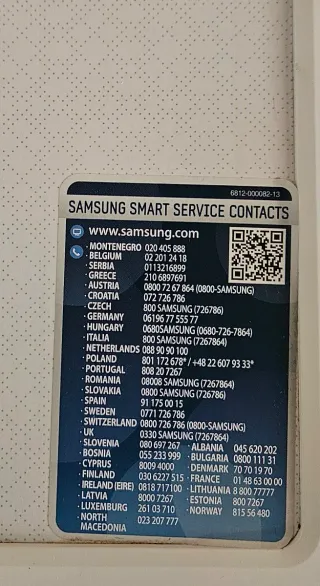 6812-000082-13
SAMSUNG SMART SERVICE CONTACTS
www.samsung.com
· MONTENEGRO 020 405 888
· BELGIUM 02 201 24 18
· SERBIA 0113216899
· GREECE 210 6897691
· AUSTRIA 0800 72 67 864 (0800-SAMSUNG)
· CROATIA 072 726 786
· CZECH 800 SAMSUNG (726786)
· GERMANY 06196 77 555 77
· HUNGARY 0680SAMSUNG (0680-726-7864)
· ITALIA 800 SAMSUNG (7267864)
· NETHERLANDS 088 90 90 100
· POLAND 801 172 678* / +48 22 607 93 33*
· PORTUGAL 808 20 7267
· ROMANIA 08008 SAMSUNG (7267864)
· SLOVAKIA 0800 SAMSUNG (726786)
· SPAIN 91 175 00 15
· SWEDEN 0771 726 786
· SWITZERLAND 0800 726 786 (0800-SAMSUNG)
· UK 0330 SAMSUNG (7267864)
· SLOVENIA 080 697 267 · ALBANIA 045 620 202
· BOSNIA 055 233 999 · BULGARIA 0800 111 31
· CYPRUS 8009 4000 · DENMARK 70 70 19 70
· FINLAND 030 6227 515 · FRANCE 01 48 63 00 00
· IRELAND (EIRE) 0818 717100 · LITHUANIA 8 800 77777
· LATVIA 8000 7267 · ESTONIA 800 7267
· LUXEMBURG 261 03 710 · NORWAY 815 56 480
· NORTH 023 207 777
MACEDONIA